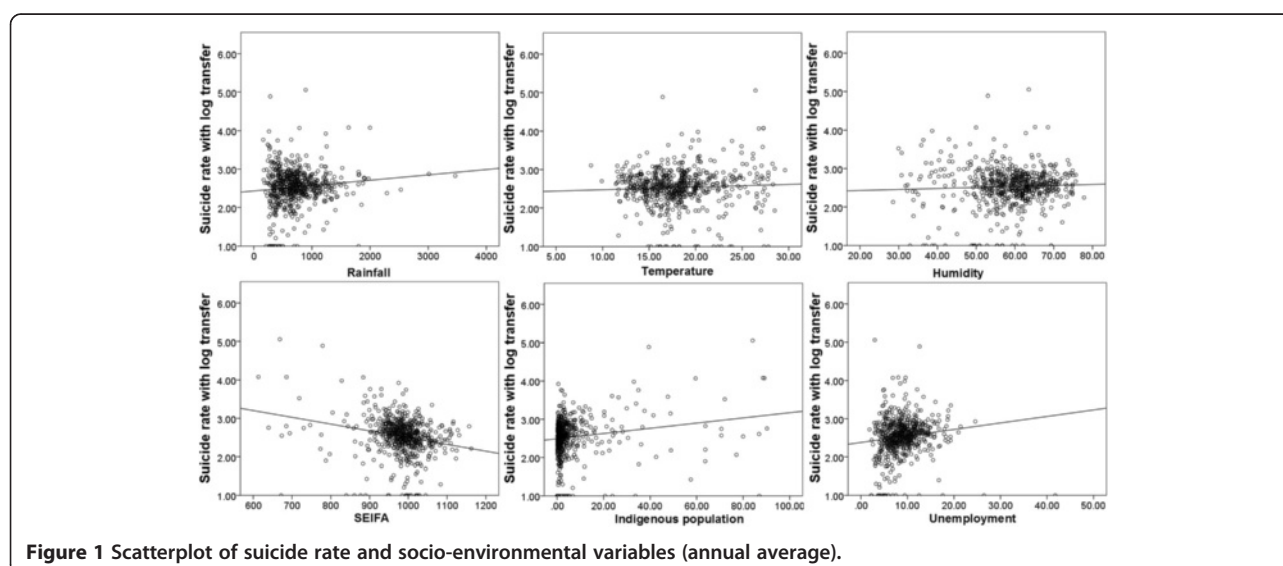 Suicide rate with log transfer
6.00
5.00
4.00
3.00
2.00
1.00
0 1000 2000 3000 4000
Rainfall
Suicide rate with log transfer
6.00
5.00
4.00
3.00
2.00
1.00
5.00 10.00 15.00 20.00 25.00 30.00
Temperature
Suicide rate with log transfer
6.00
5.00
4.00
3.00
2.00
1.00
20.00 30.00 40.00 50.00 60.00 70.00 80.00
Humidity
Suicide rate with log transfer
6.00
5.00
4.00
3.00
2.00
1.00
600 700 800 900 1000 1100 1200
SEIFA
Suicide rate with log transfer
6.00
5.00
4.00
3.00
2.00
1.00
.00 20.00 40.00 60.00 80.00 100.00
Indigenous population
Suicide rate with log transfer
6.00
5.00
4.00
3.00
2.00
1.00
.00 10.00 20.00 30.00 40.00 50.00
Unemployment
Figure 1 Scatterplot of suicide rate and socio-environmental variables (annual average).